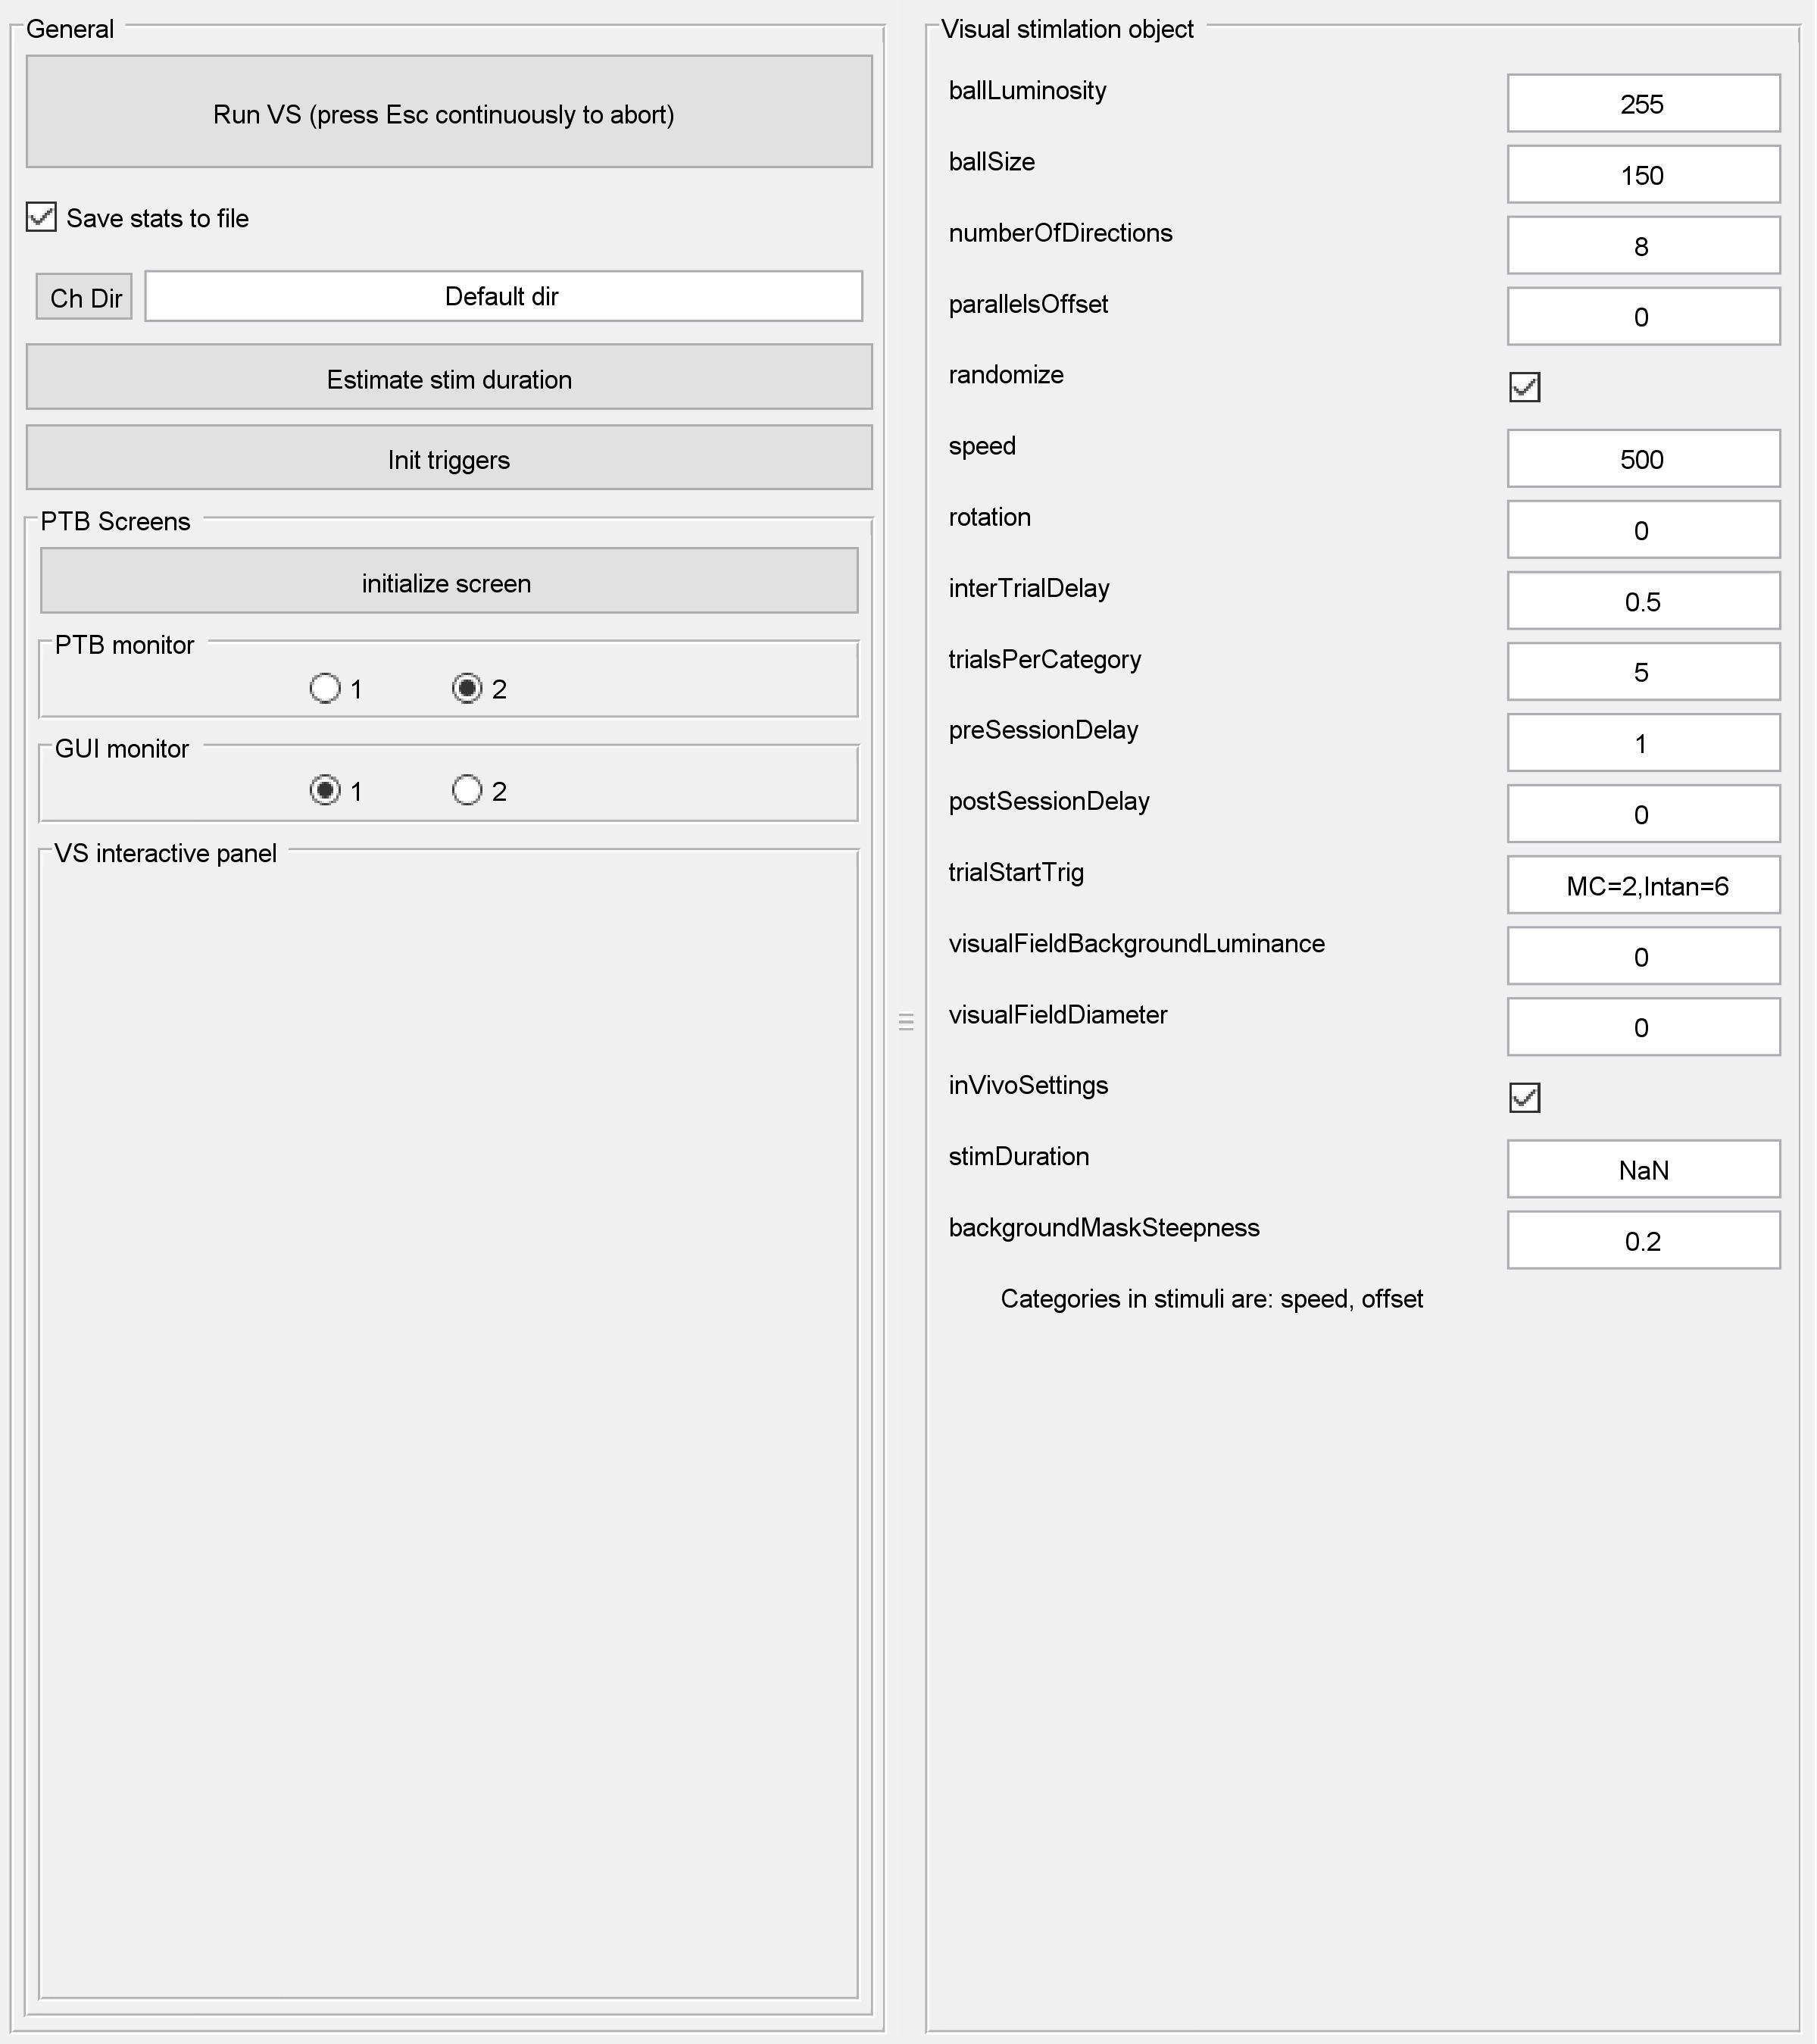 General
Run VS (press Esc continuously to abort)
Save stats to file
Ch Dir
Default dir
Estimate stim duration
Init triggers
PTB Screens
initialize screen
PTB monitor
1 2
GUI monitor
1 2
VS interactive panel
Visual stimlation object
ballLuminosity 255
ballSize 150
numberOfDirections 8
parallelsOffset 0
randomize
speed 500
rotation 0
interTrialDelay 0.5
trialsPerCategory 5
preSessionDelay 1
postSessionDelay 0
trialStartTrig MC=2,Intan=6
visualFieldBackgroundLuminance 0
visualFieldDiameter 0
inVivoSettings
stimDuration NaN
backgroundMaskSteepness 0.2
Categories in stimuli are: speed, offset